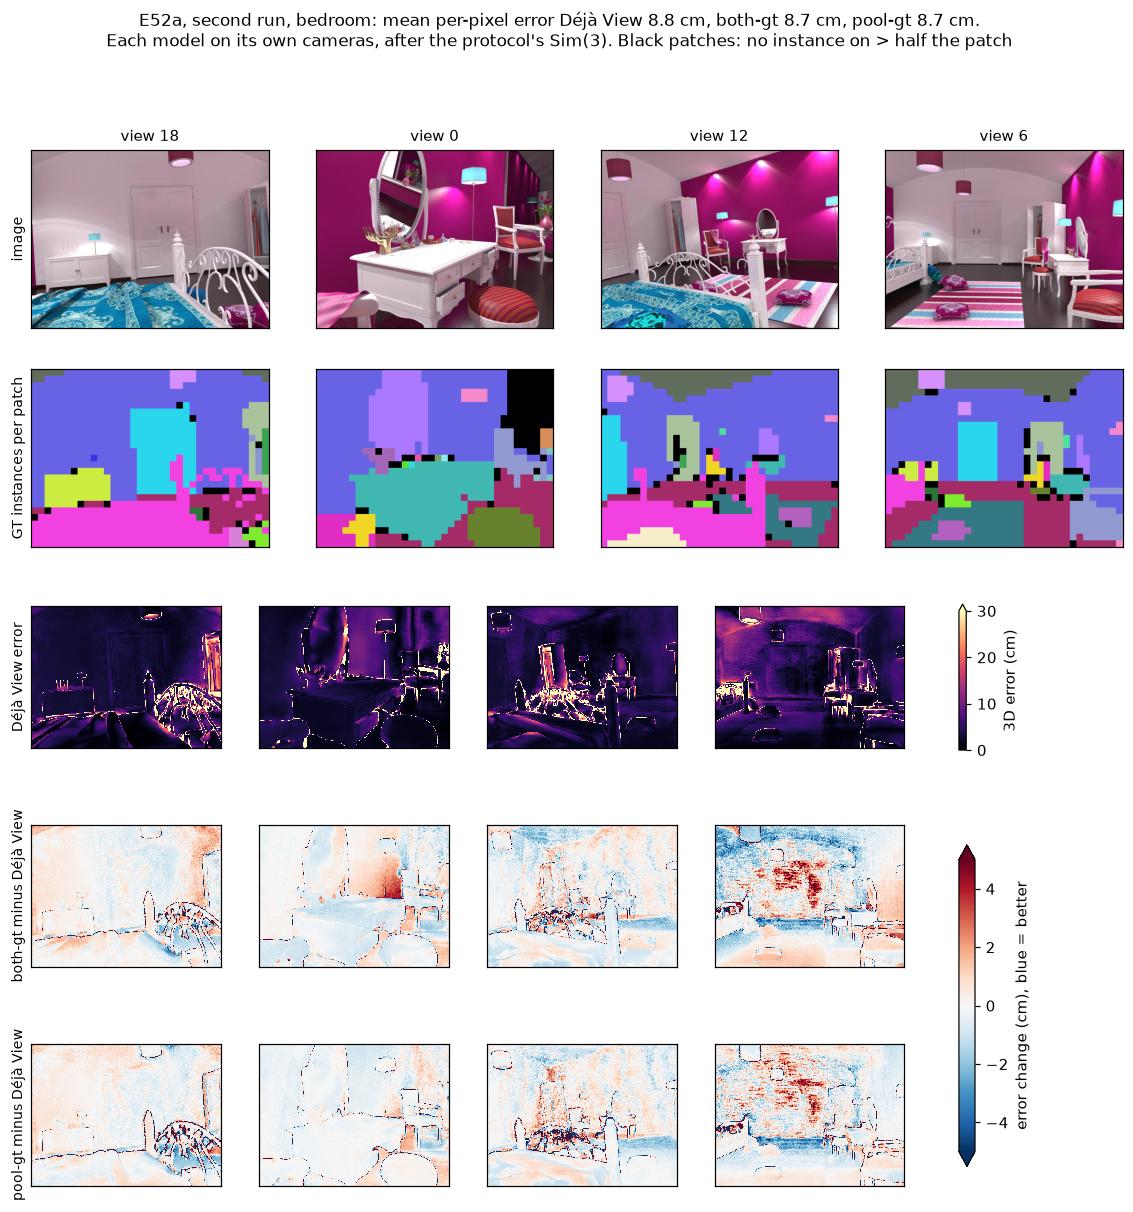 E52a, second run, bedroom: mean per-pixel error Déjà View 8.8 cm, both-gt 8.7 cm, pool-gt 8.7 cm.
Each model on its own cameras, after the protocol's Sim(3). Black patches: no instance on > half the patch
view 18
view 0
view 12
view 6
image
GT instances per patch
Déjà View error
30
20
10
0
3D error (cm)
both-gt minus Déjà View
pool-gt minus Déjà View
4
2
0
−2
−4
error change (cm), blue = better